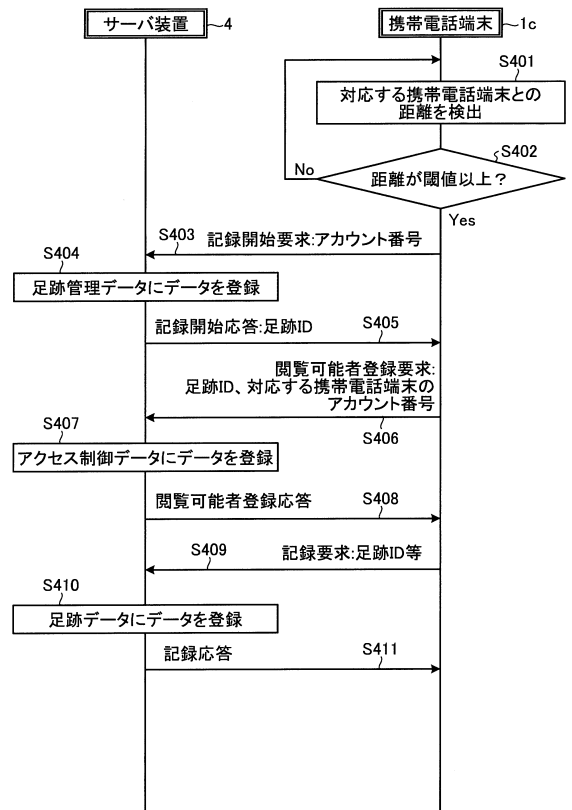 サーバ装置 4
携帯電話端末 1c
S401
対応する携帯電話端末との
距離を検出
S402
No
距離が閾値以上?
Yes
S403
記録開始要求:アカウント番号
S404
足跡管理データにデータを登録
記録開始応答:足跡ID
S405
閲覧可能者登録要求:
足跡ID、対応する携帯電話端末の
アカウント番号
S406
S407
アクセス制御データにデータを登録
閲覧可能者登録応答
S408
S409
記録要求:足跡ID等
S410
足跡データにデータを登録
記録応答
S411